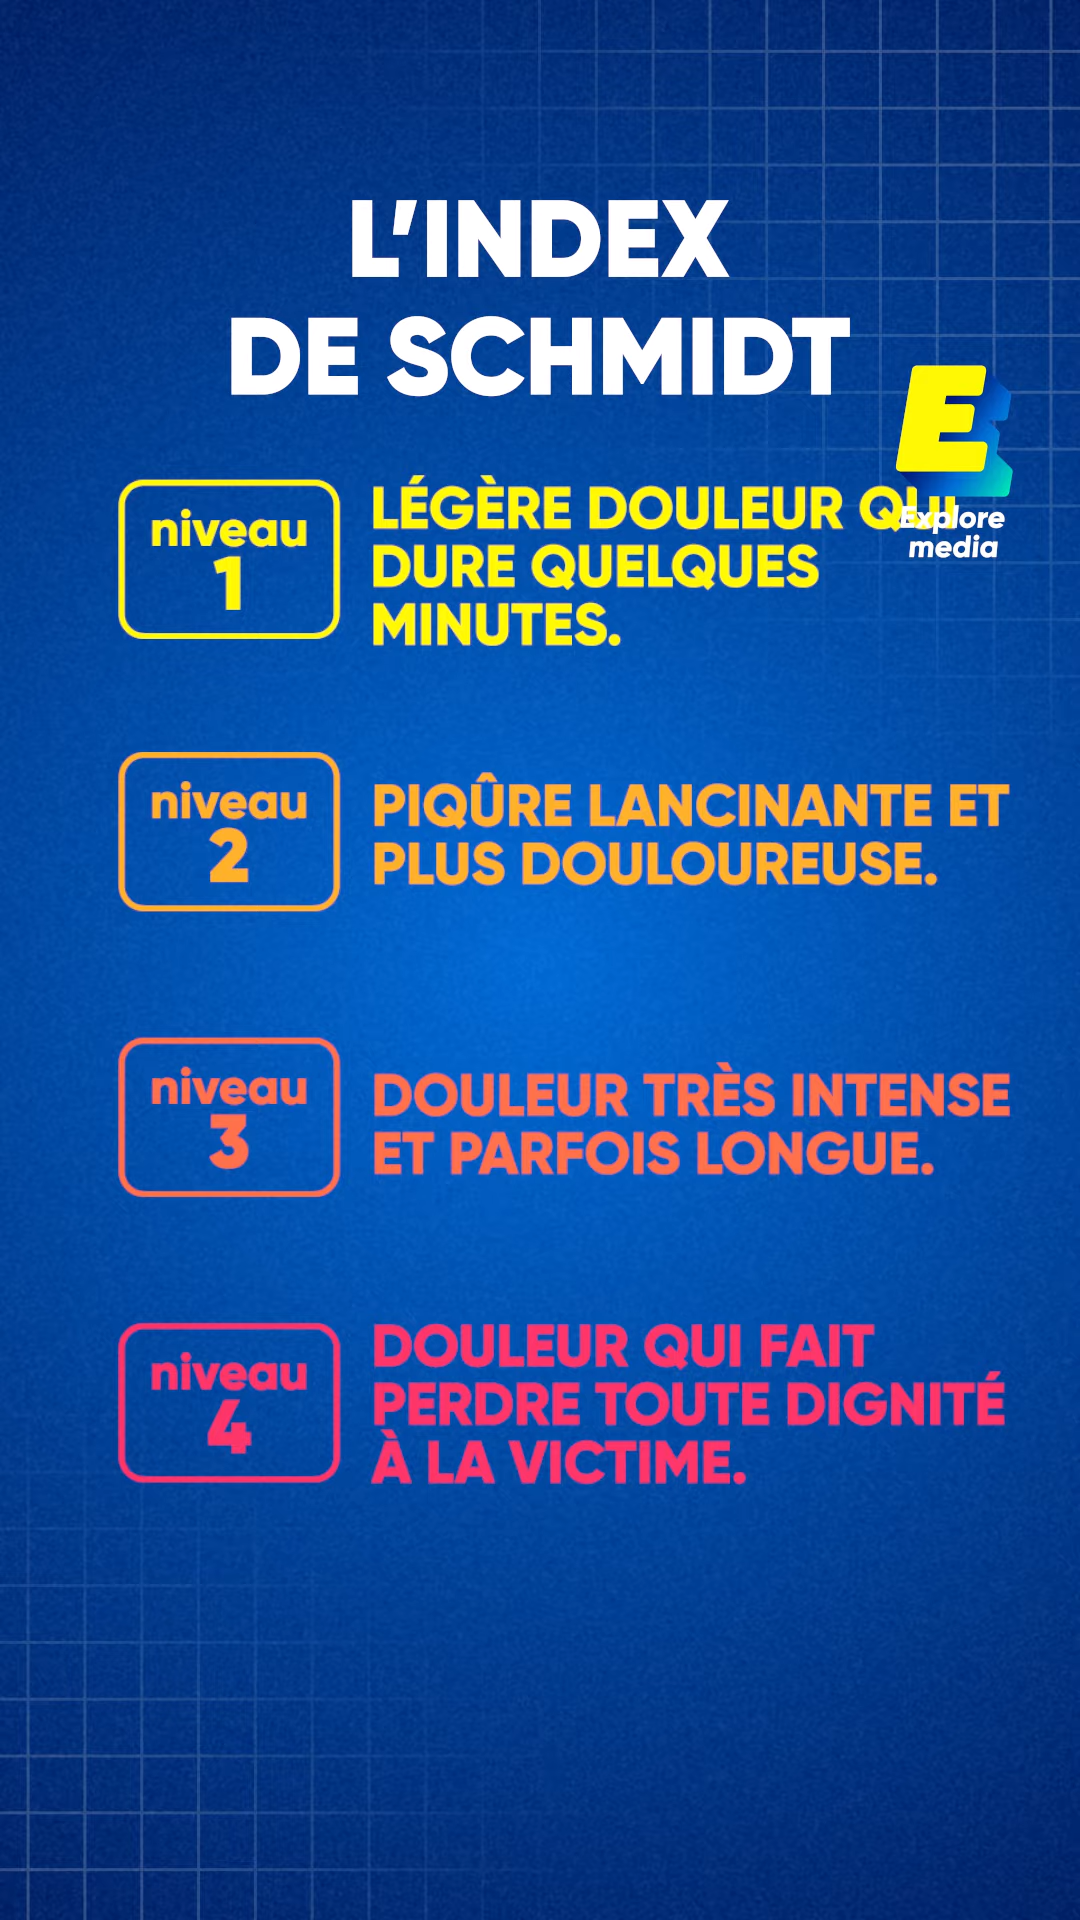 L’INDEX
DE SCHMIDT
niveau
1
LÉGÈRE DOULEUR QUI
DURE QUELQUES
MINUTES.
E
Explore
media
niveau
2
PIQÛRE LANCINANTE ET
PLUS DOULOUREUSE.
niveau
3
DOULEUR TRÈS INTENSE
ET PARFOIS LONGUE.
niveau
4
DOULEUR QUI FAIT
PERDRE TOUTE DIGNITÉ
À LA VICTIME.